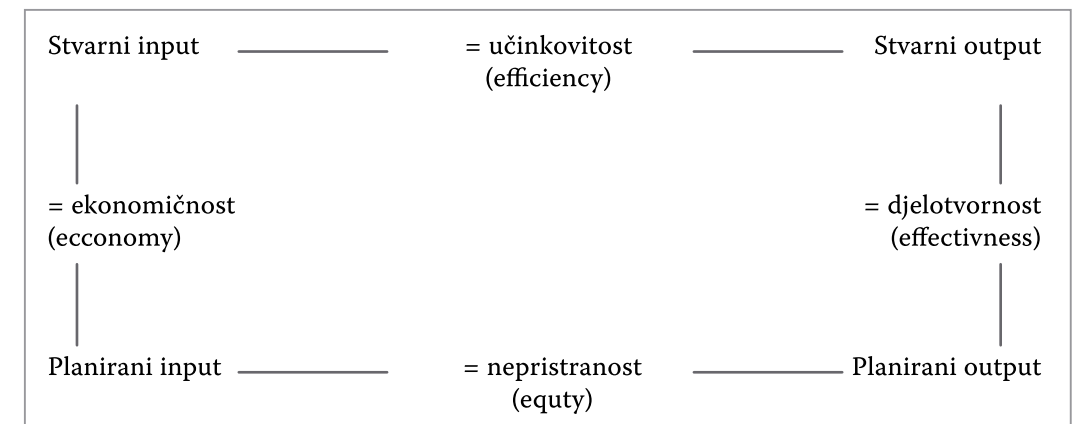 Stvarni input = učinkovitost Stvarni output
(efficiency)
= ekonomičnost = djelotvornost
(ecconomy) (effectivness)
Planirani input = nepristranost Planirani output
(equty)